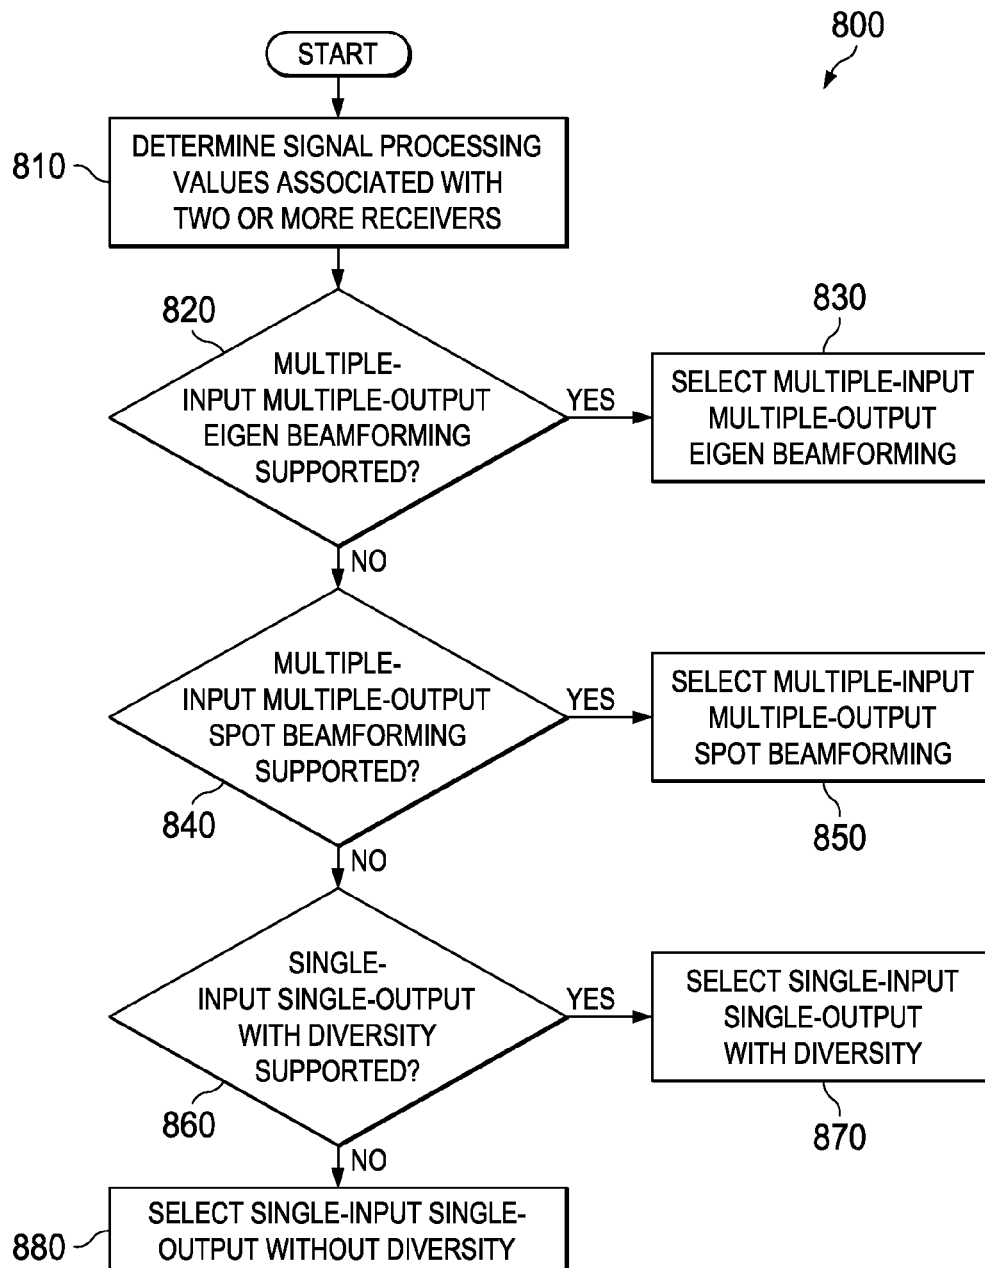 800
START
810
DETERMINE SIGNAL PROCESSING
VALUES ASSOCIATED WITH
TWO OR MORE RECEIVERS
820
MULTIPLE-
INPUT MULTIPLE-OUTPUT
EIGEN BEAMFORMING
SUPPORTED?
YES
830
SELECT MULTIPLE-INPUT
MULTIPLE-OUTPUT
EIGEN BEAMFORMING
NO
MULTIPLE-
INPUT MULTIPLE-OUTPUT
SPOT BEAMFORMING
SUPPORTED?
840
YES
SELECT MULTIPLE-INPUT
MULTIPLE-OUTPUT
SPOT BEAMFORMING
850
NO
SINGLE-
INPUT SINGLE-OUTPUT
WITH DIVERSITY
SUPPORTED?
860
YES
SELECT SINGLE-INPUT
SINGLE-OUTPUT
WITH DIVERSITY
870
NO
880
SELECT SINGLE-INPUT SINGLE-
OUTPUT WITHOUT DIVERSITY